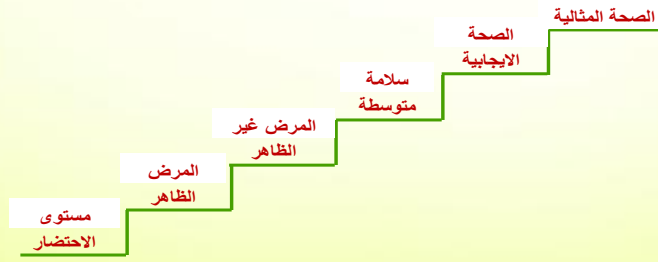 الصحة المثالية
الصحة
الايجابية
سلامة
متوسطة
المرض غير
الظاهر
المرض
الظاهر
مستوى
الاحتضار